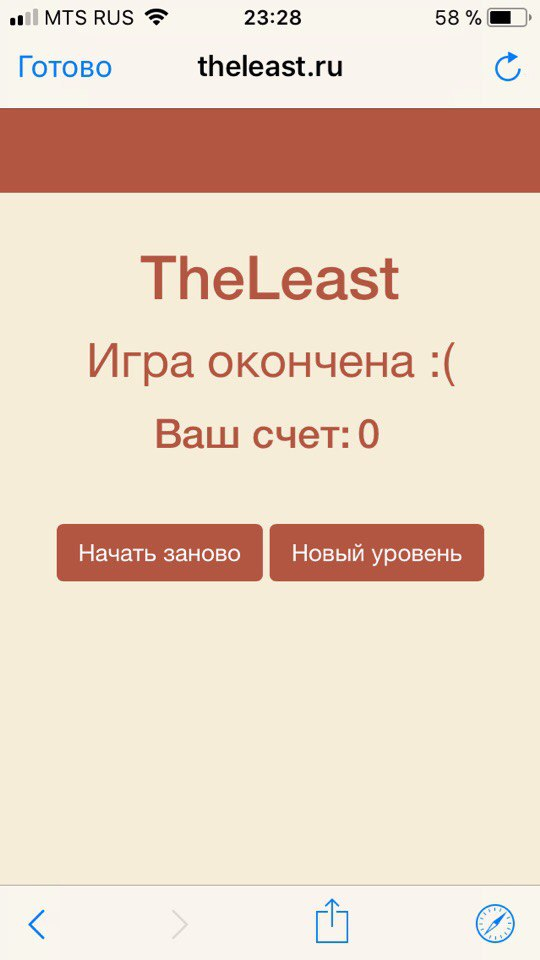 MTS RUS 23:28 58 %
Готово theleast.ru
TheLeast
Игра окончена :(
Ваш счет: 0
Начать заново Новый уровень